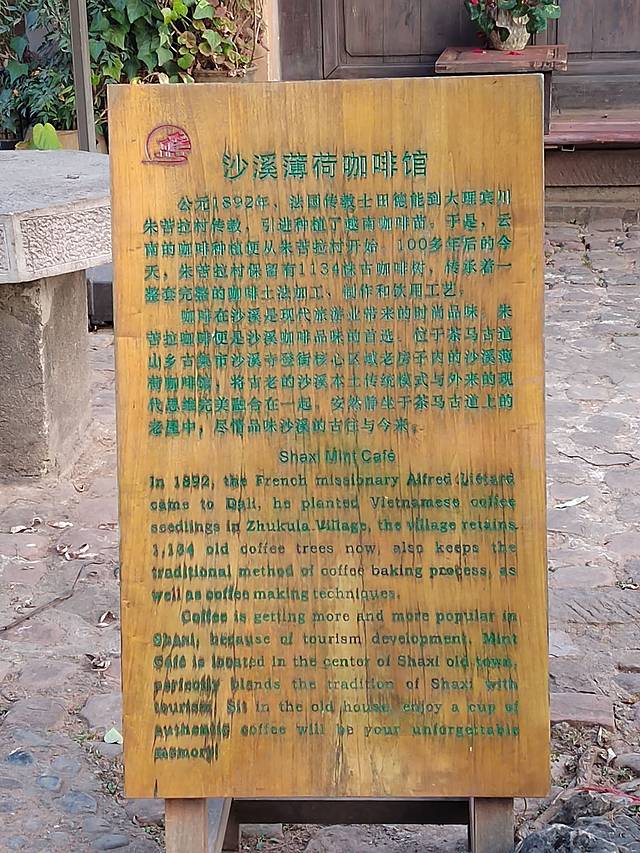 沙溪薄荷咖啡馆
公元1892年，法国传教士田德能到大理宾川
朱苦拉村传教，引进种植了越南咖啡苗。于是，云
南的咖啡种植便从朱苦拉村开始，100多年后的今
天，朱苦拉村保留有1134株古咖啡树，传承着一
整套完整的咖啡土法加工、制作和饮用工艺。
咖啡在沙溪是现代旅游业带来的时尚品味，朱
苦拉咖啡便是沙溪咖啡品味的首选。位于茶马古道
山乡古集市沙溪寺登街核心区域老房子内的沙溪薄
荷咖啡馆，将古老的沙溪本土传统模式与外来的现
代思维完美融合在一起。安然静坐于茶马古道上的
老屋中，尽情品味沙溪的古往与今来。
Shaxi Mint Café
In 1892, the French missionary Alfred Liétard
came to Dali, he planted Vietnamese coffee
seedlings in Zhukula Village, the village retains
1,134 old coffee trees now, also keeps the
traditional method of coffee baking process, as
well as coffee making techniques.
Coffee is getting more and more popular in
Shaxi, because of tourism development. Mint
Café is located in the center of Shaxi old town,
perfectly blends the tradition of Shaxi with
tourism. Sit in the old house, enjoy a cup of
authentic coffee will be your unforgettable
memory!